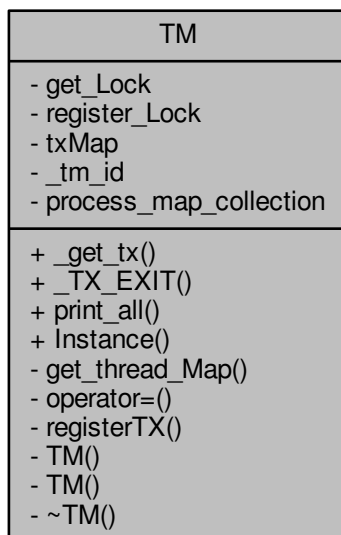 TM
- get_Lock
- register_Lock
- txMap
- _tm_id
- process_map_collection
+ _get_tx()
+ _TX_EXIT()
+ print_all()
+ Instance()
- get_thread_Map()
- operator=()
- registerTX()
- TM()
- TM()
- ~TM()